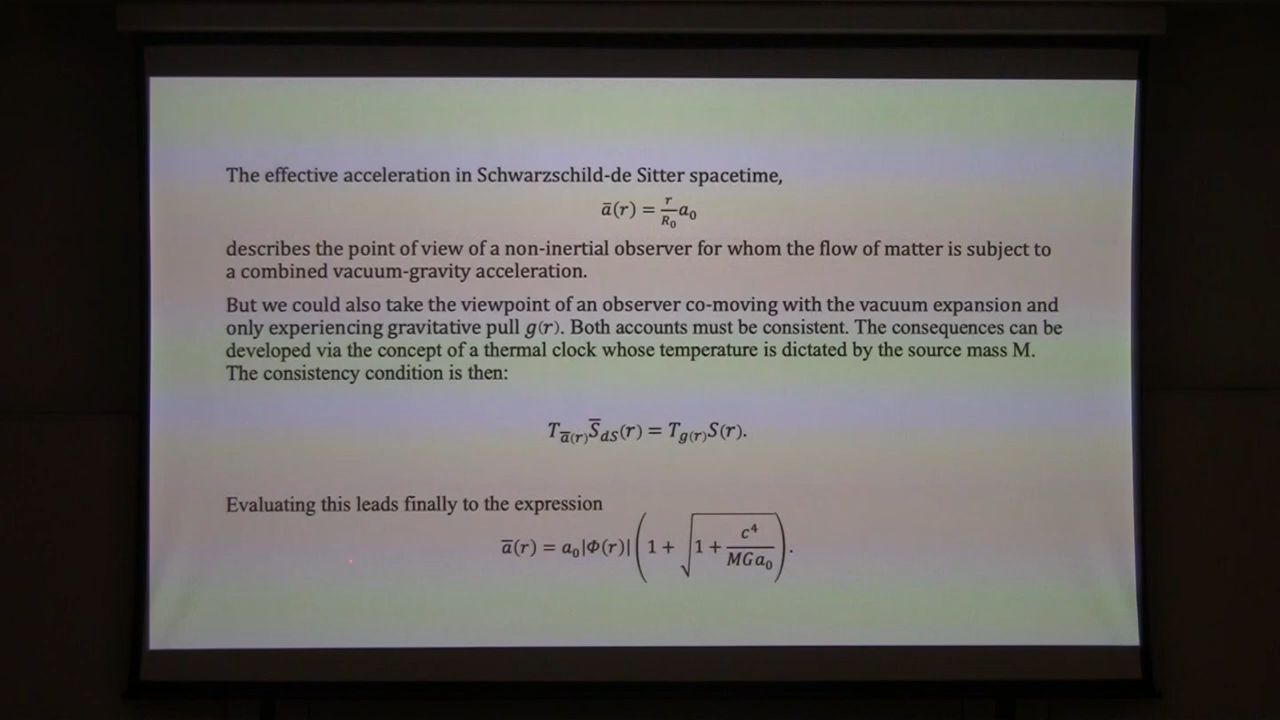 The effective acceleration in Schwarzschild-de Sitter spacetime,
ā(r) = r/R₀ a₀
describes the point of view of a non-inertial observer for whom the flow of matter is subject to
a combined vacuum-gravity acceleration.
But we could also take the viewpoint of an observer co-moving with the vacuum expansion and
only experiencing gravitative pull g(r). Both accounts must be consistent. The consequences can be
developed via the concept of a thermal clock whose temperature is dictated by the source mass M.
The consistency condition is then:
T_ā(r) S̅_dS(r) = T_g(r) S(r).
Evaluating this leads finally to the expression
ā(r) = a₀|Φ(r)| (1 + √(1 + c⁴/MGa₀)).